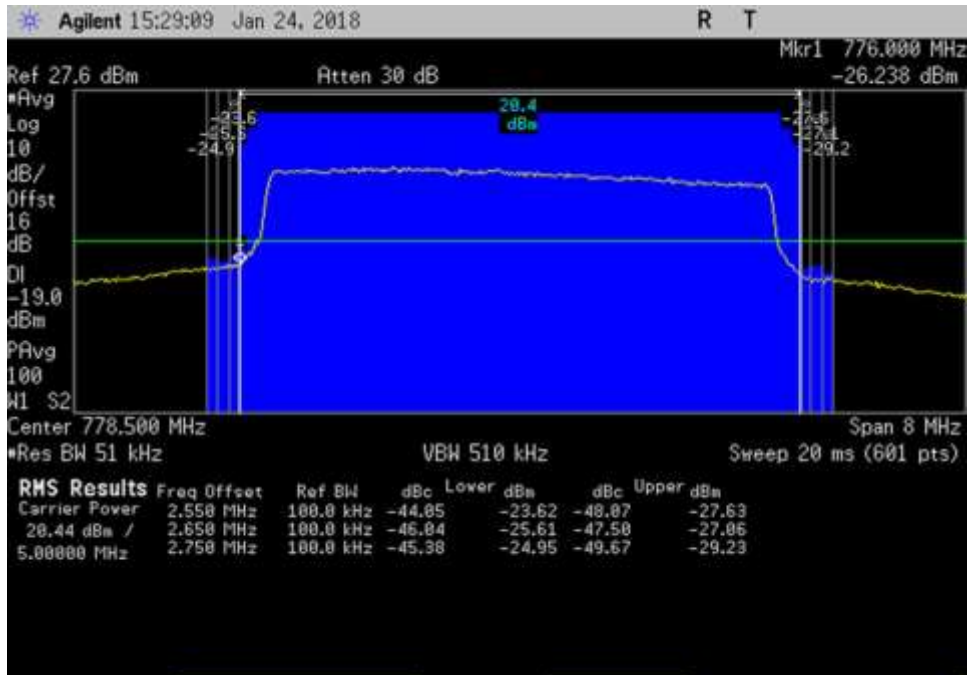 Agilent 15:29:09 Jan 24, 2018 R T
Mkr1 776.000 MHz
Ref 27.6 dBm Atten 30 dB -26.238 dBm
*Avg
Log
10
dB/
Offst
16
dB
DI
-19.0
dBm
PAvg
100
W1 S2
20.4
dBm
-24.9
-29.2
Center 778.500 MHz Span 8 MHz
*Res BW 51 kHz VBW 510 kHz Sweep 20 ms (601 pts)
RMS Results Freq Offset Ref BW dBc Lower dBm dBc Upper dBm
Carrier Power 2.550 MHz 100.0 kHz -44.05 -23.62 -48.07 -27.63
20.44 dBm / 2.650 MHz 100.0 kHz -46.04 -25.61 -47.50 -27.06
5.00000 MHz 2.750 MHz 100.0 kHz -45.38 -24.95 -49.67 -29.23